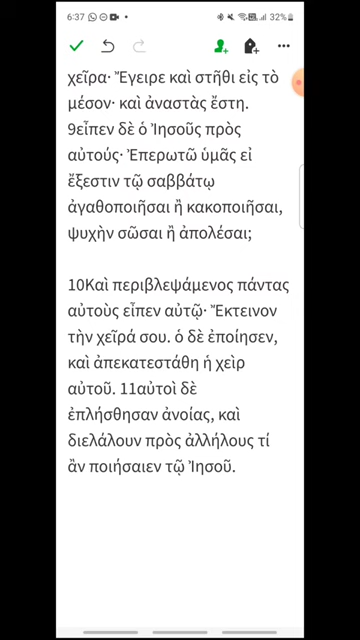 6:37
32%
χεῖρα· Ἔγειρε καὶ στῆθι εἰς τὸ
μέσον· καὶ ἀναστὰς ἔστη.
9εἶπεν δὲ ὁ Ἰησοῦς πρὸς
αὐτούς· Ἐπερωτῶ ὑμᾶς εἰ
ἔξεστιν τῷ σαββάτῳ
ἀγαθοποιῆσαι ἢ κακοποιῆσαι,
ψυχὴν σῶσαι ἢ ἀπολέσαι;
10Καὶ περιβλεψάμενος πάντας
αὐτοὺς εἶπεν αὐτῷ· Ἔκτεινον
τὴν χεῖρά σου. ὁ δὲ ἐποίησεν,
καὶ ἀπεκατεστάθη ἡ χεὶρ
αὐτοῦ. 11αὐτοὶ δὲ
ἐπλήσθησαν ἀνοίας, καὶ
διελάλουν πρὸς ἀλλήλους τί
ἂν ποιήσαιεν τῷ Ἰησοῦ.